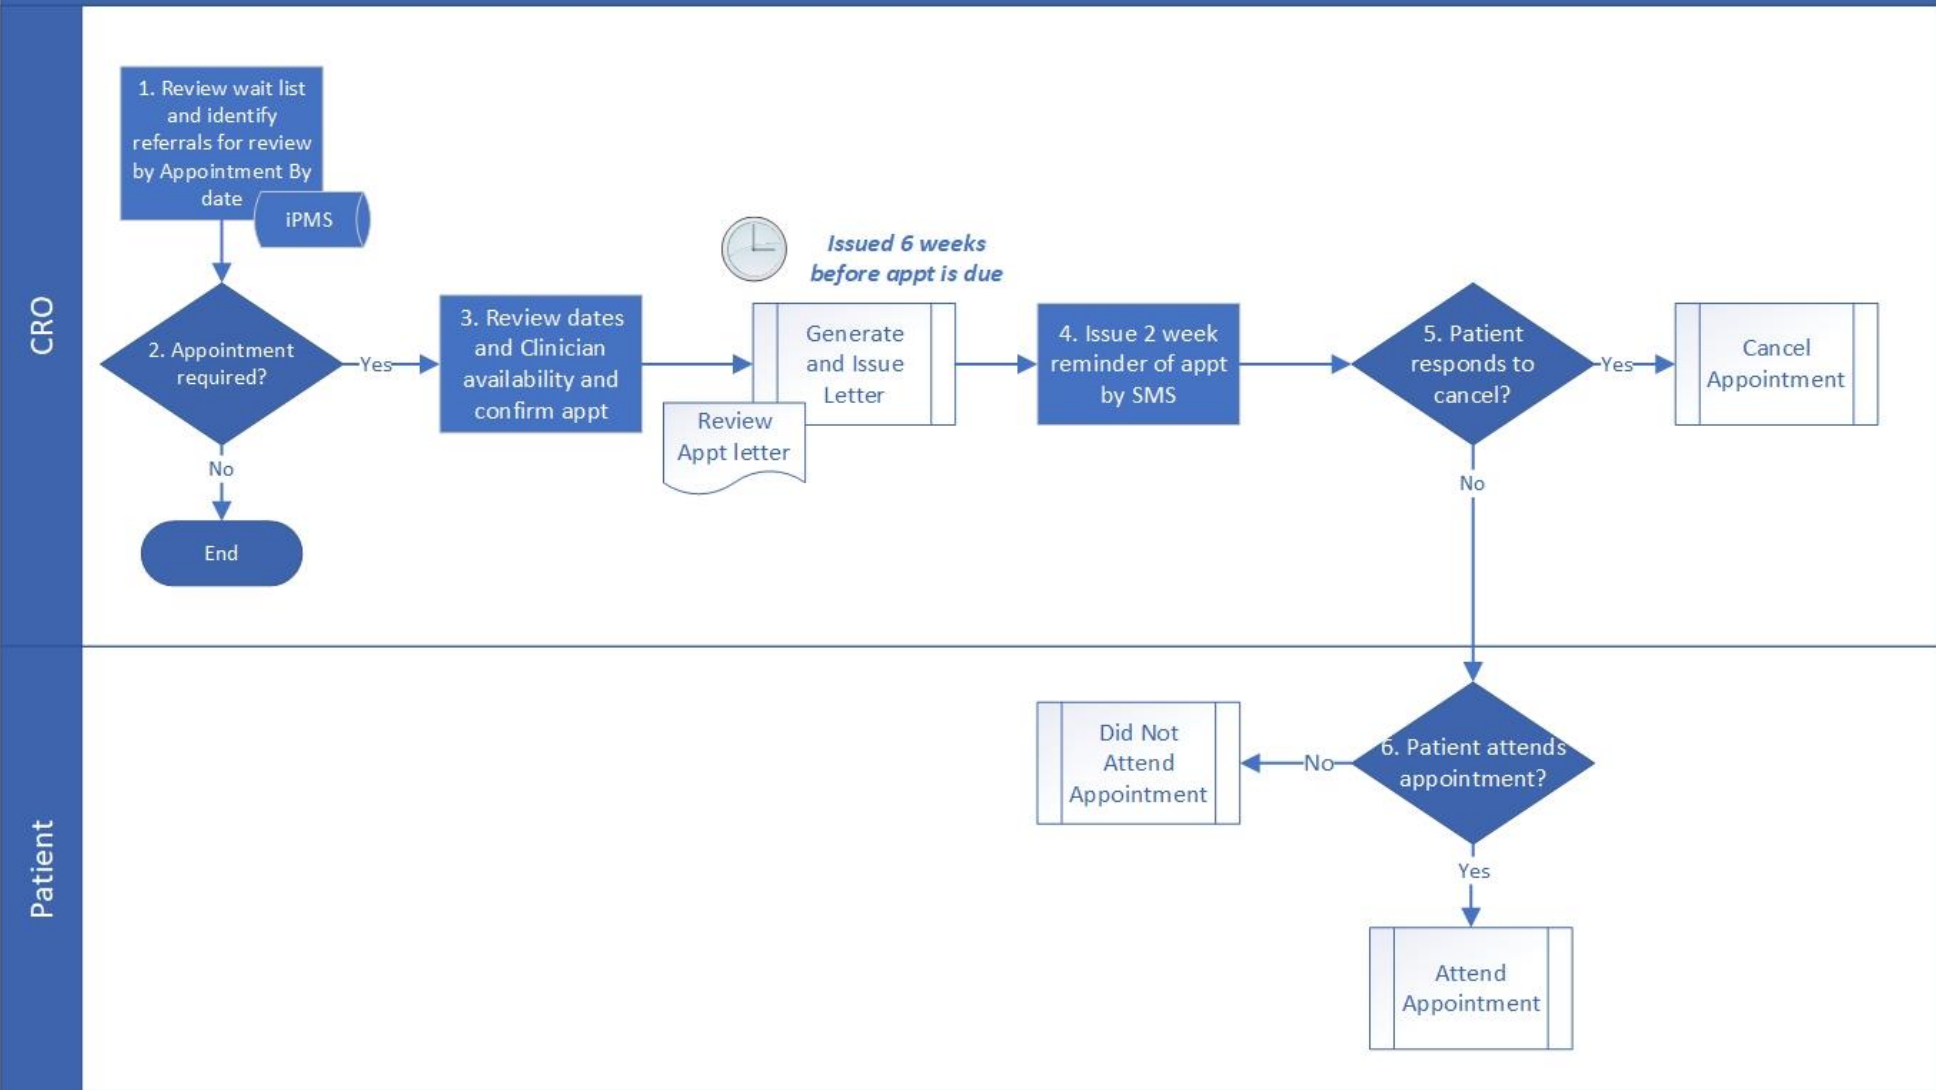 CRO
1. Review wait list
and identify
referrals for review
by Appointment By
date
iPMS
2. Appointment
required?
Yes
No
End
3. Review dates
and Clinician
availability and
confirm appt
Issued 6 weeks
before appt is due
Generate
and Issue
Letter
Review
Appt letter
4. Issue 2 week
reminder of appt
by SMS
5. Patient
responds to
cancel?
Yes
Cancel
Appointment
No
Patient
6. Patient attends
appointment?
No
Did Not
Attend
Appointment
Yes
Attend
Appointment